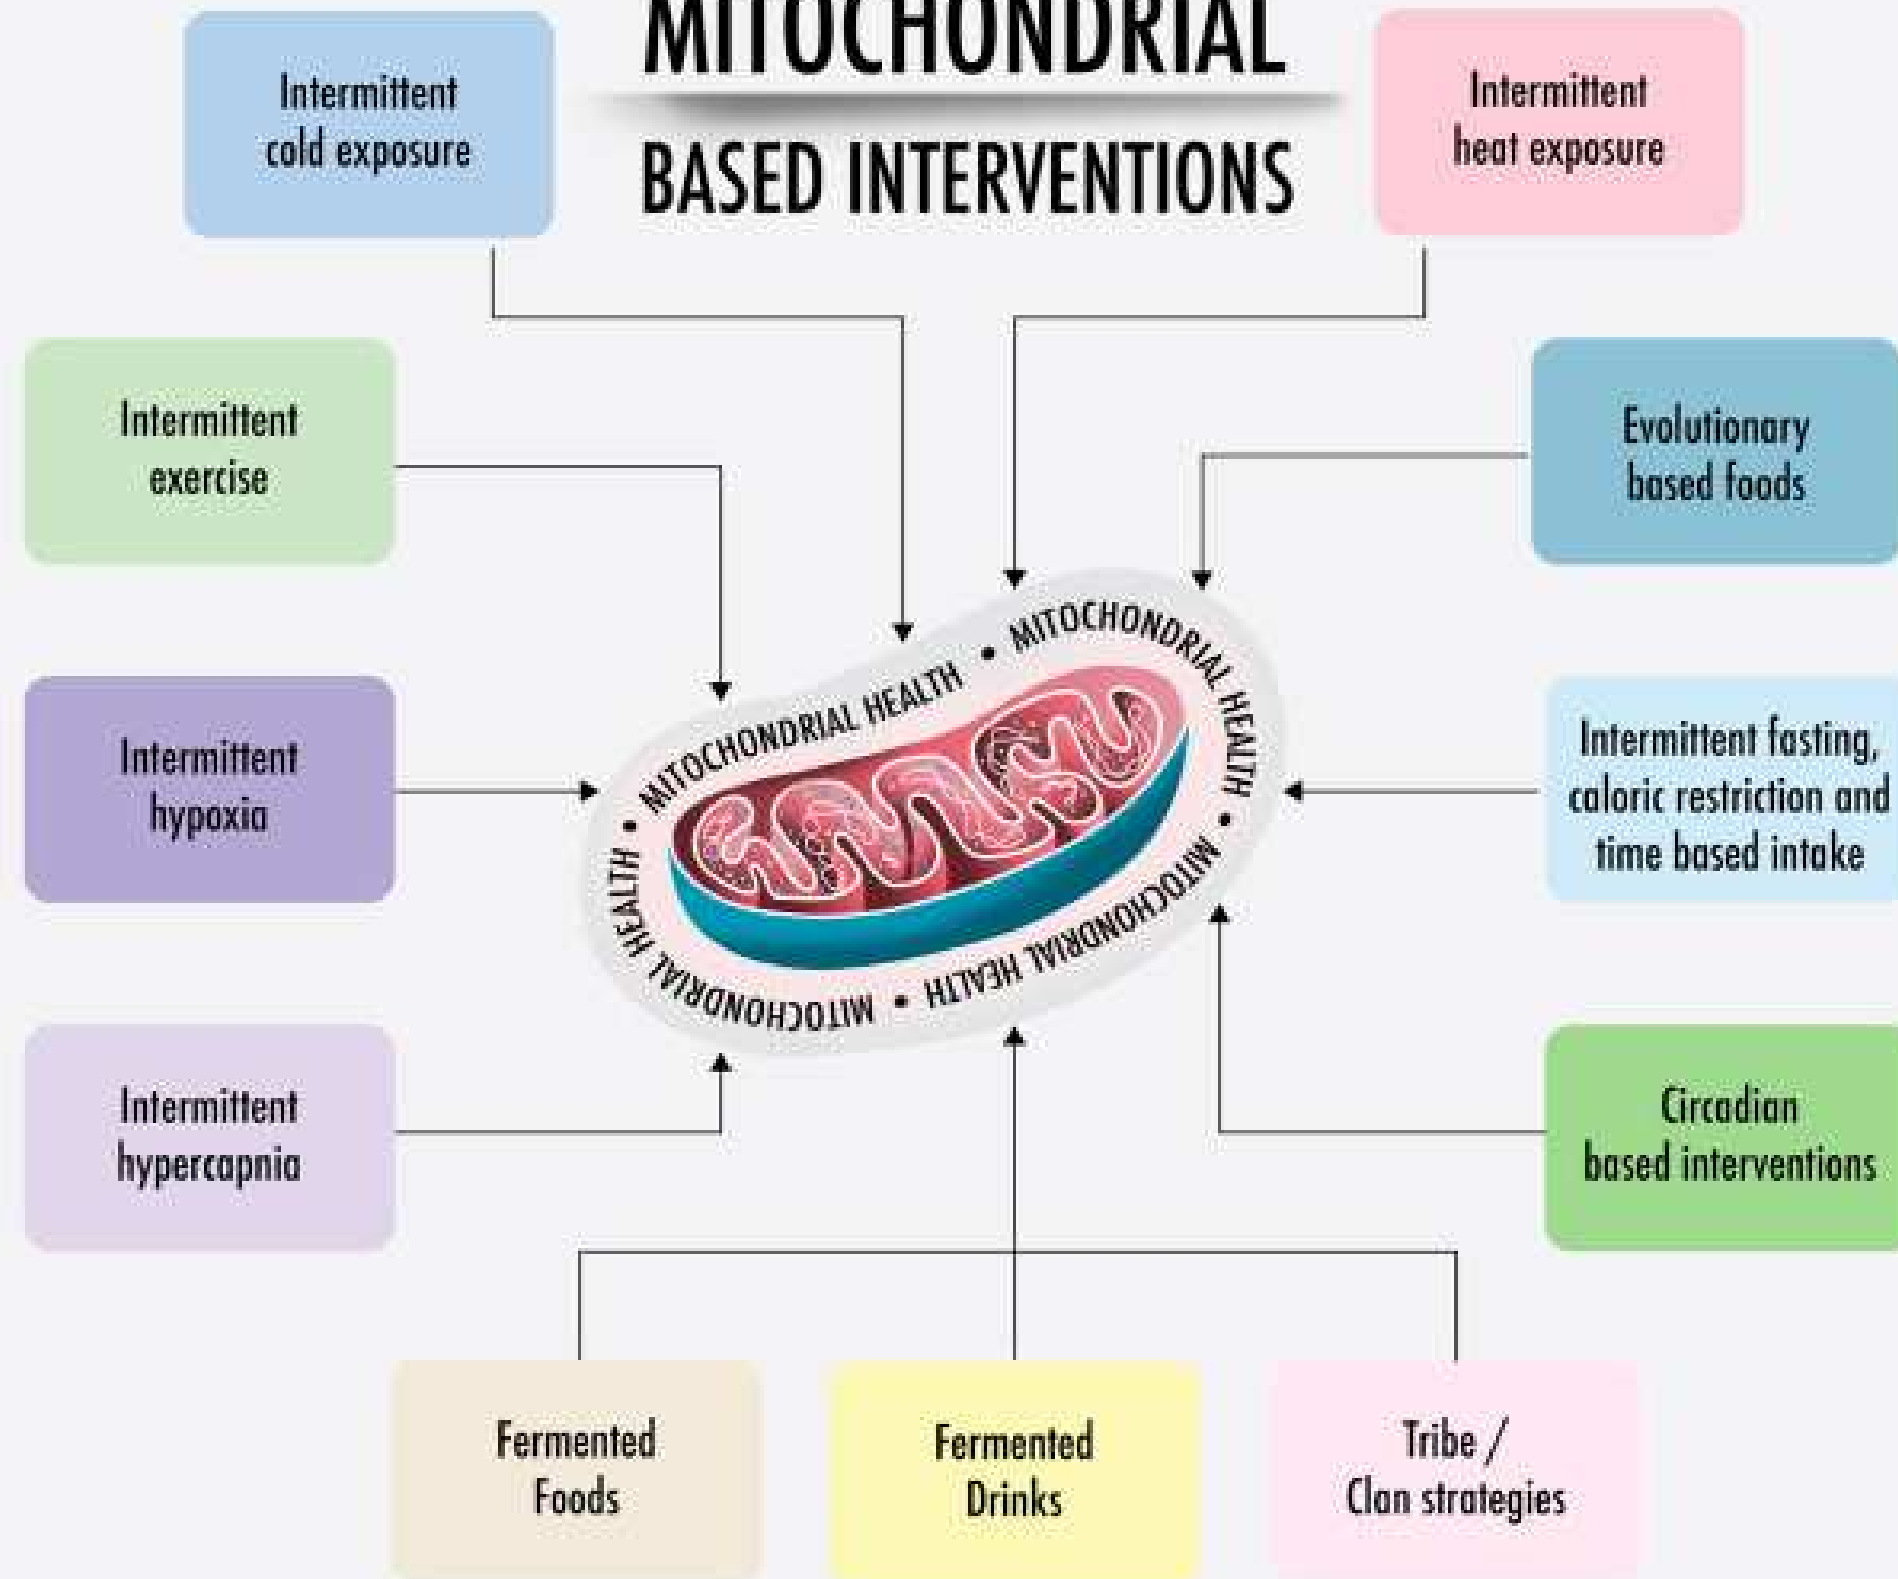 MITOCHONDRIAL
BASED INTERVENTIONS
Intermittent
cold exposure
Intermittent
heat exposure
Intermittent
exercise
Evolutionary
based foods
Intermittent
hypoxia
Intermittent fasting,
caloric restriction and
time based intake
Intermittent
hypercapnia
Circadian
based interventions
MITOCHONDRIAL HEALTH • MITOCHONDRIAL HEALTH • MITOCHONDRIAL HEALTH • MITOCHONDRIAL HEALTH •
Fermented
Foods
Fermented
Drinks
Tribe /
Clan strategies